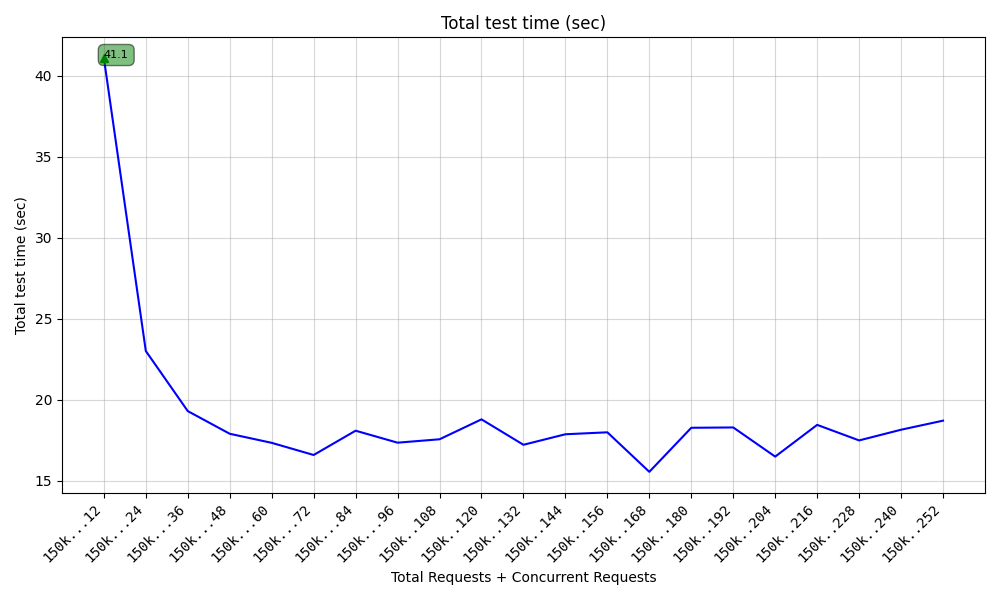 Total test time (sec)
41.1
40
35
30
25
20
15
Total test time (sec)
150k...12
150k...24
150k...36
150k...48
150k...60
150k...72
150k...84
150k...96
150k..108
150k..120
150k..132
150k..144
150k..156
150k..168
150k..180
150k..192
150k..204
150k..216
150k..228
150k..240
150k..252
Total Requests + Concurrent Requests